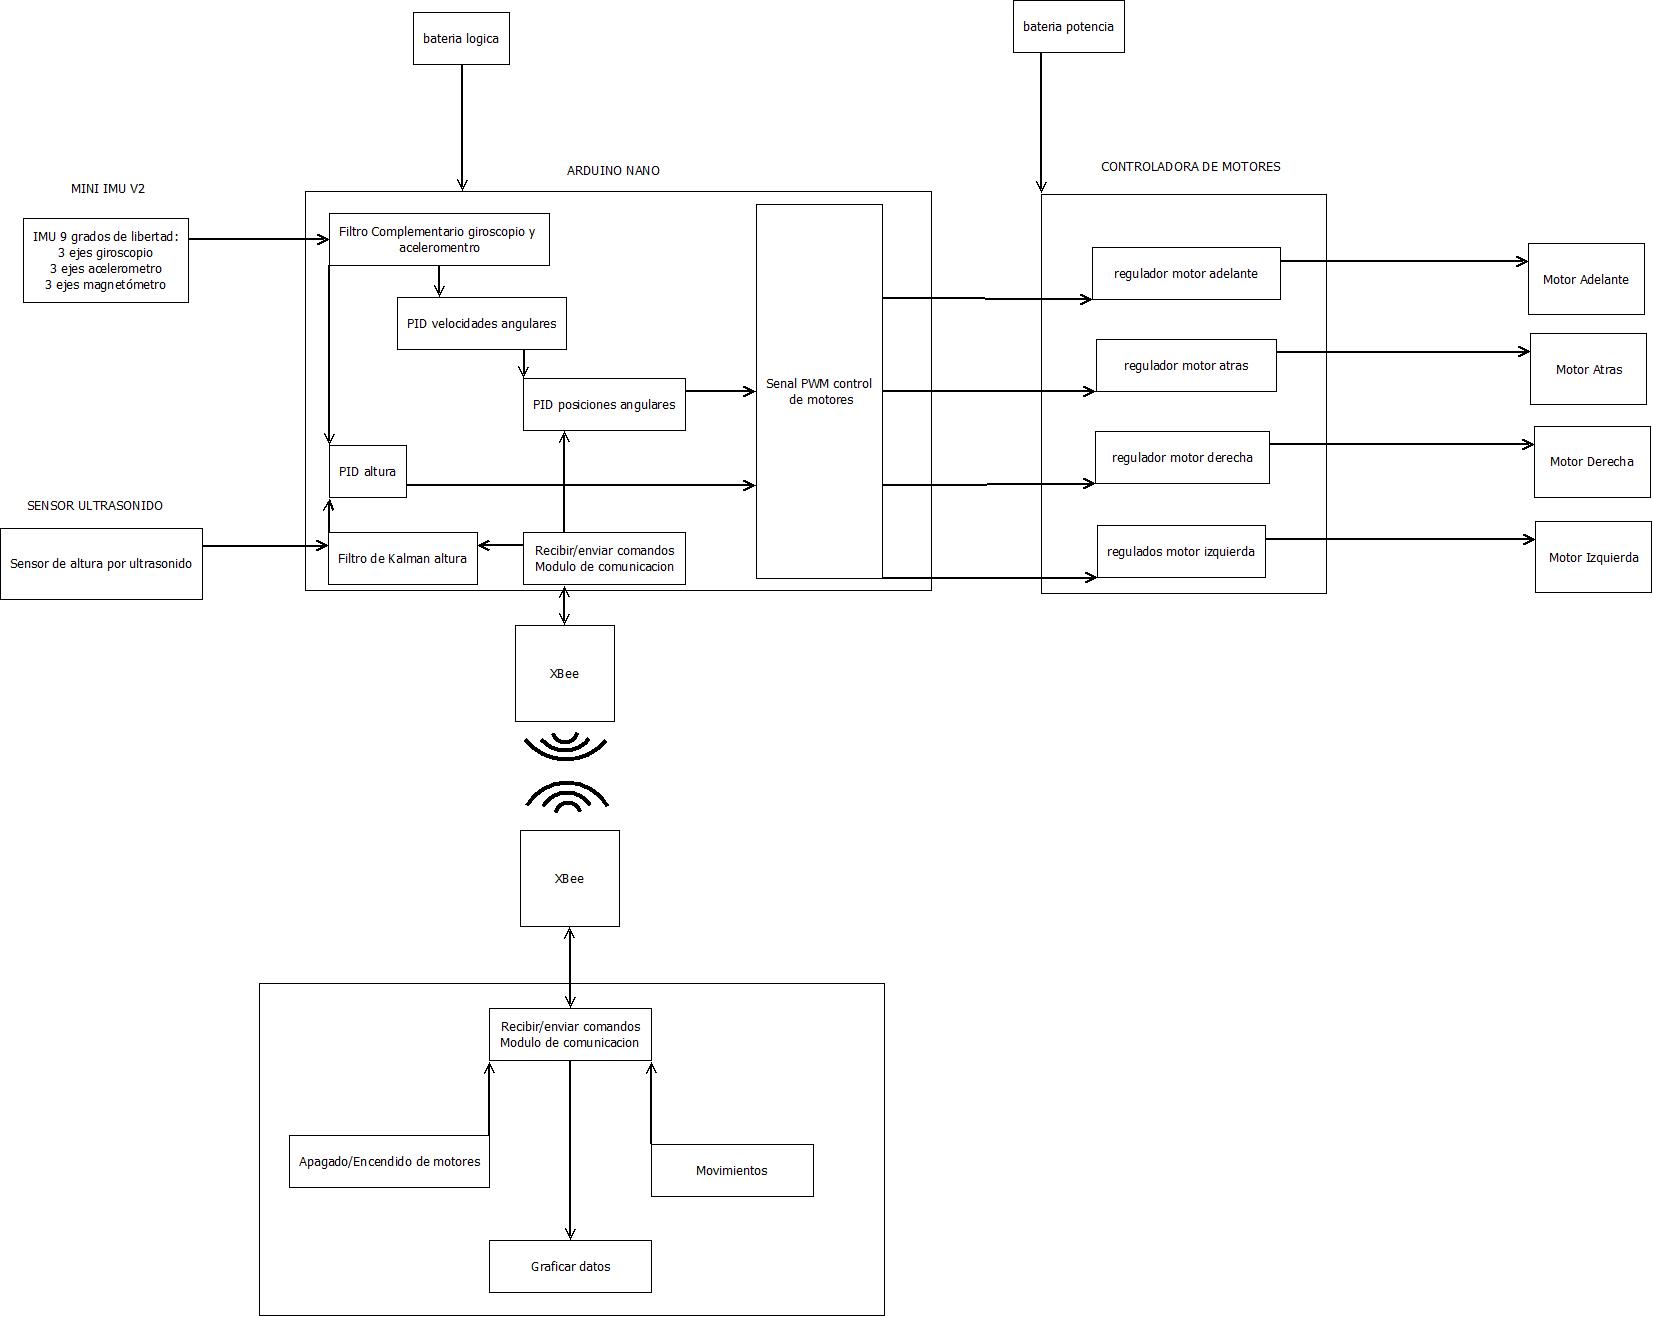 bateria logica
bateria potencia
ARDUINO NANO
CONTROLADORA DE MOTORES
MINI IMU V2
IMU 9 grados de libertad:
3 ejes giroscopio
3 ejes acelerometro
3 ejes magnetómetro
Filtro Complementario giroscopio y
aceleromentro
PID velocidades angulares
PID posiciones angulares
Senal PWM control
de motores
PID altura
regulador motor adelante
Motor Adelante
regulador motor atras
Motor Atras
regulador motor derecha
Motor Derecha
regulados motor izquierda
Motor Izquierda
SENSOR ULTRASONIDO
Sensor de altura por ultrasonido
Filtro de Kalman altura
Recibir/enviar comandos
Modulo de comunicacion
XBee
XBee
Recibir/enviar comandos
Modulo de comunicacion
Apagado/Encendido de motores
Movimientos
Graficar datos